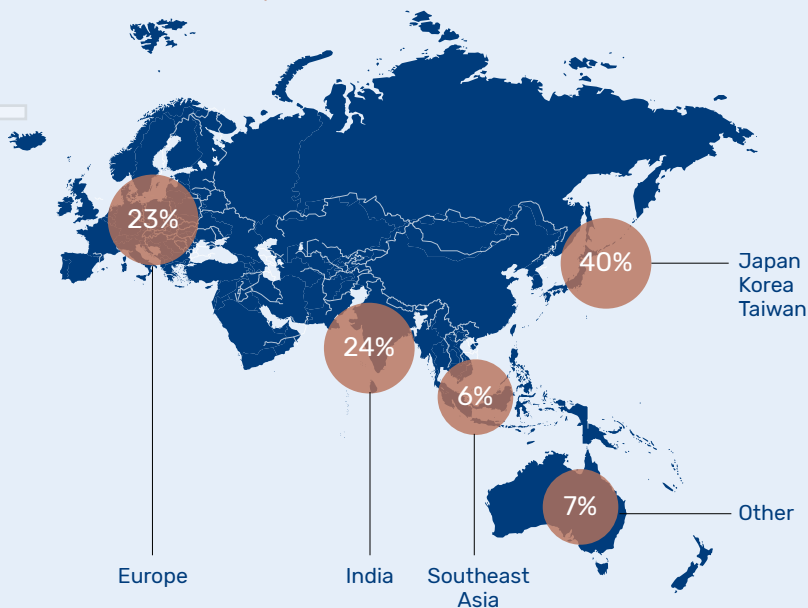 23%
40%
Japan
Korea
Taiwan
24%
6%
7%
Other
Europe
India
Southeast
Asia